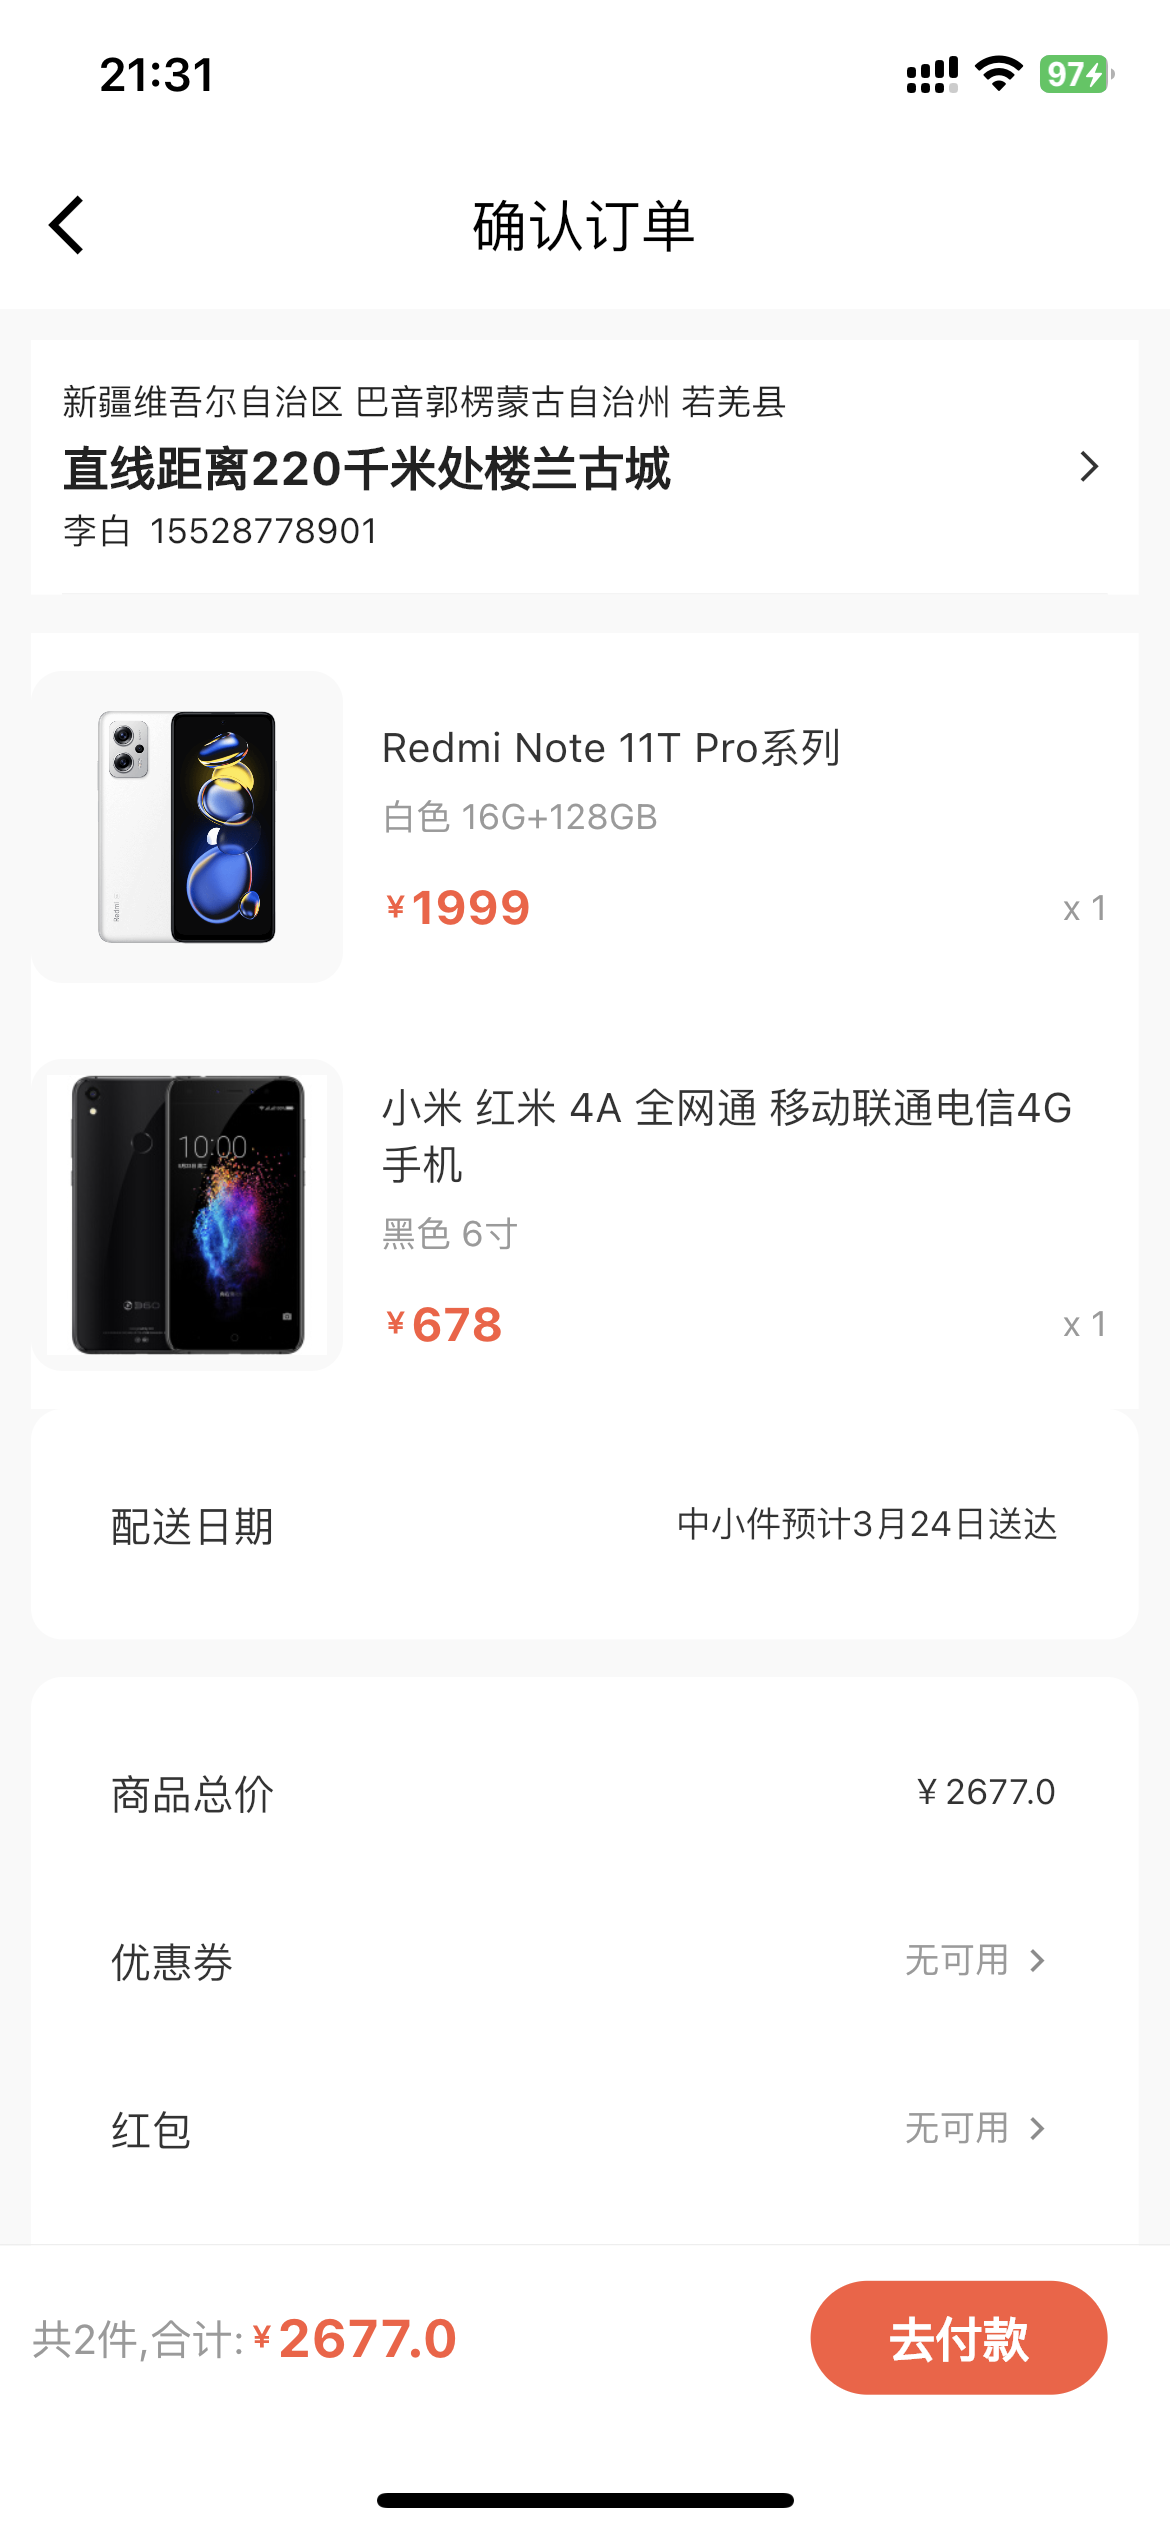 21:31
97
确认订单
新疆维吾尔自治区 巴音郭楞蒙古自治州 若羌县
直线距离220千米处楼兰古城
李白 15528778901
Redmi Note 11T Pro系列
白色 16G+128GB
¥1999
x 1
Redmi
小米 红米 4A 全网通 移动联通电信4G
手机
黑色 6寸
¥678
x 1
10:00
配送日期
中小件预计3月24日送达
商品总价
¥2677.0
优惠券
无可用
红包
无可用
共2件,合计:¥2677.0
去付款